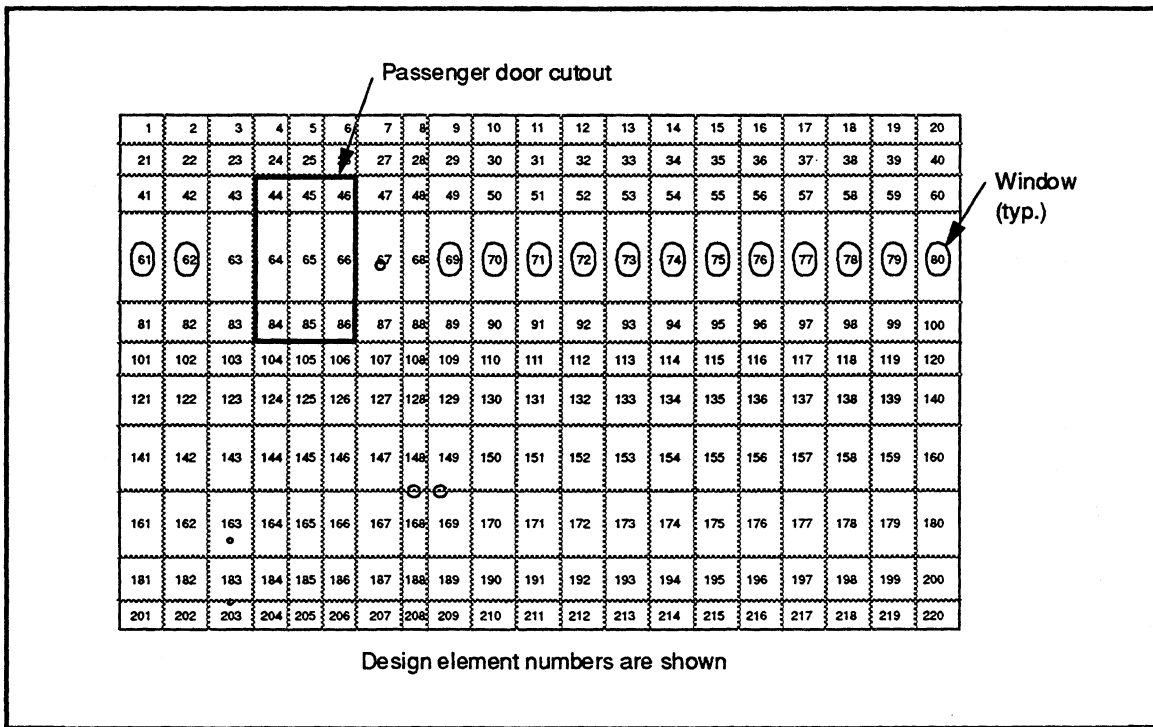 Passenger door cutout
1 2 3 4 5 6 7 8 9 10 11 12 13 14 15 16 17 18 19 20
21 22 23 24 25 27 28 29 30 31 32 33 34 35 36 37 38 39 40
41 42 43 44 45 46 47 48 49 50 51 52 53 54 55 56 57 58 59 60
Window
(typ.)
61 62 63 64 65 66 67 68 69 70 71 72 73 74 75 76 77 78 79 80
81 82 83 84 85 86 87 88 89 90 91 92 93 94 95 96 97 98 99 100
101 102 103 104 105 106 107 108 109 110 111 112 113 114 115 116 117 118 119 120
121 122 123 124 125 126 127 128 129 130 131 132 133 134 135 136 137 138 139 140
141 142 143 144 145 146 147 148 149 150 151 152 153 154 155 156 157 158 159 160
161 162 163 164 165 166 167 168 169 170 171 172 173 174 175 176 177 178 179 180
181 182 183 184 185 186 187 188 189 190 191 192 193 194 195 196 197 198 199 200
201 202 203 204 205 206 207 208 209 210 211 212 213 214 215 216 217 218 219 220
Design element numbers are shown